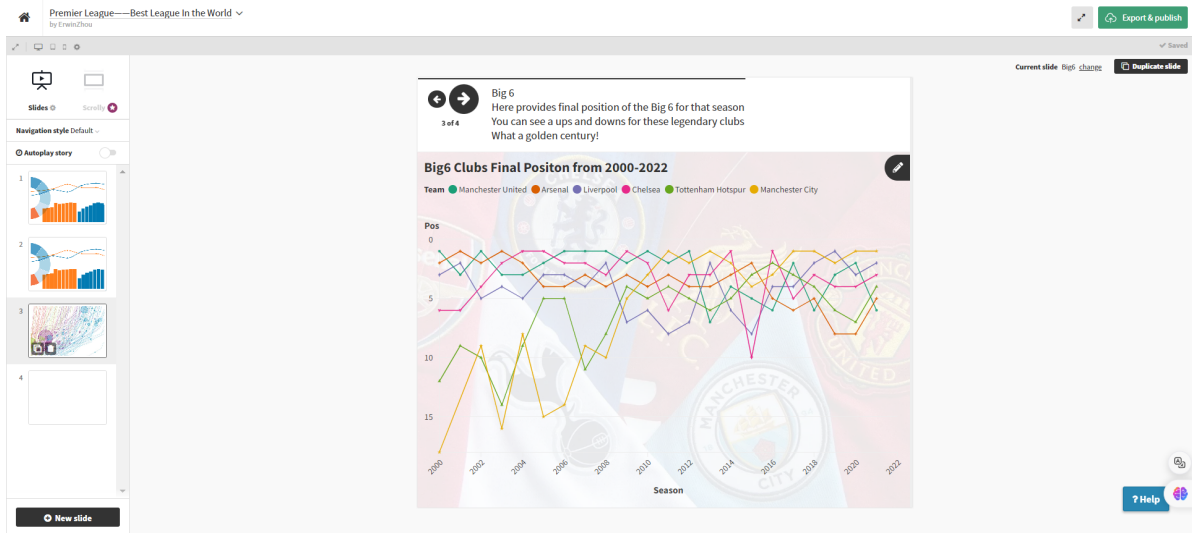 Premier League——Best League In the World
by ErwinZhou
Export & publish
Saved
Current slide Big6 change
Duplicate slide
Slides
Scrolly
Navigation style Default
Autoplay story
1
2
3
4
New slide
3 of 4
Big 6
Here provides final position of the Big 6 for that season
You can see a ups and downs for these legendary clubs
What a golden century!
Big6 Clubs Final Positon from 2000-2022
Team Manchester United Arsenal Liverpool Chelsea Tottenham Hotspur Manchester City
Pos
0
5
10
15
2000 2002 2004 2006 2008 2010 2012 2014 2016 2018 2020 2022
Season
CHELSEA
F.C.
MANCHESTER
CITY
UNITED
? Help